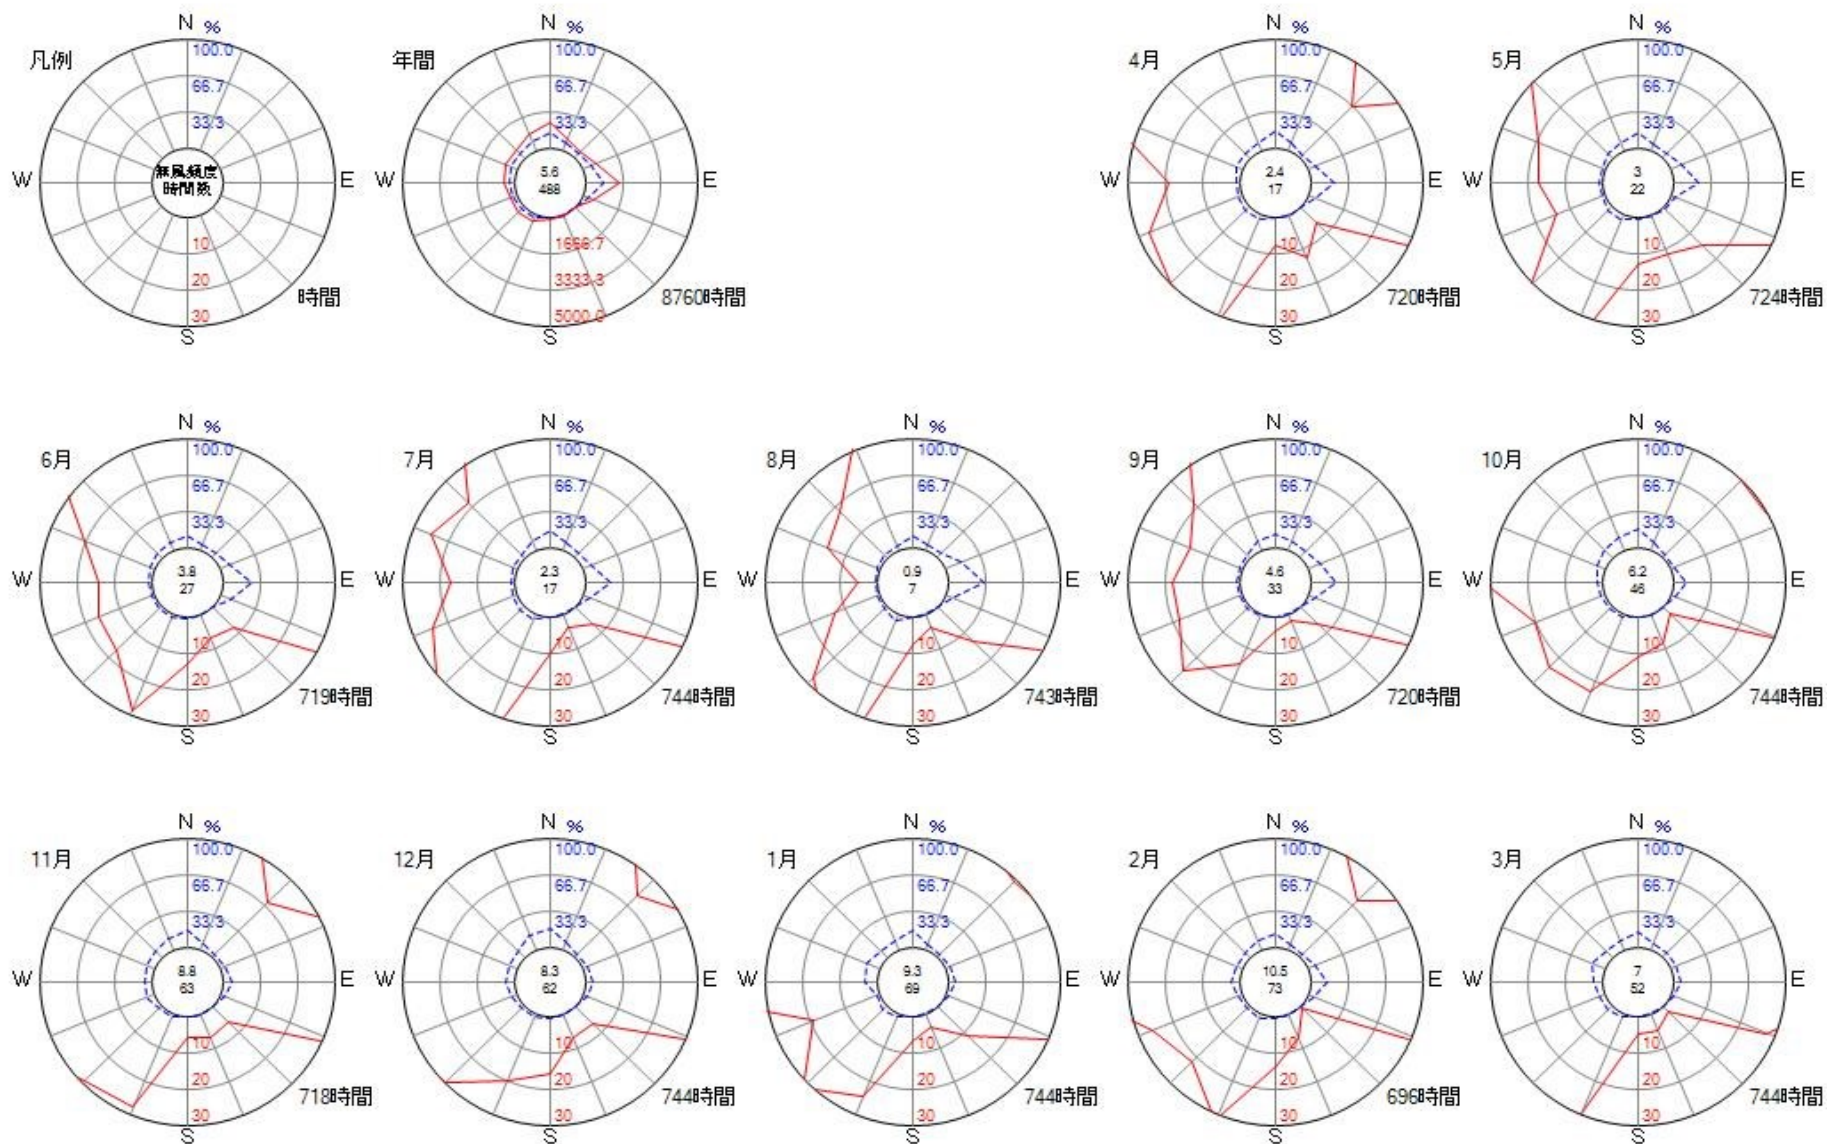 N %
凡例
100.0
66.7
33.3
W
無風頻度
時間数
E
10
20
30
時間
S
N %
年間
100.0
66.7
33.3
W
5.6
488
E
1666.7
3333.3
5000.0
8760時間
S
N %
4月
100.0
66.7
33.3
W
2.4
17
E
10
20
30
720時間
S
N %
5月
100.0
66.7
33.3
W
3
22
E
10
20
30
724時間
S
N %
6月
100.0
66.7
33.3
W
3.8
27
E
10
20
30
719時間
S
N %
7月
100.0
66.7
33.3
W
2.3
17
E
10
20
30
744時間
S
N %
8月
100.0
66.7
33.3
W
0.9
7
E
10
20
30
743時間
S
N %
9月
100.0
66.7
33.3
W
4.6
33
E
10
20
30
720時間
S
N %
10月
100.0
66.7
33.3
W
6.2
46
E
10
20
30
744時間
S
N %
11月
100.0
66.7
33.3
W
8.8
63
E
10
20
30
718時間
S
N %
12月
100.0
66.7
33.3
W
8.3
62
E
10
20
30
744時間
S
N %
1月
100.0
66.7
33.3
W
9.3
69
E
10
20
30
744時間
S
N %
2月
100.0
66.7
33.3
W
10.5
73
E
10
20
30
696時間
S
N %
3月
100.0
66.7
33.3
W
7
52
E
10
20
30
744時間
S